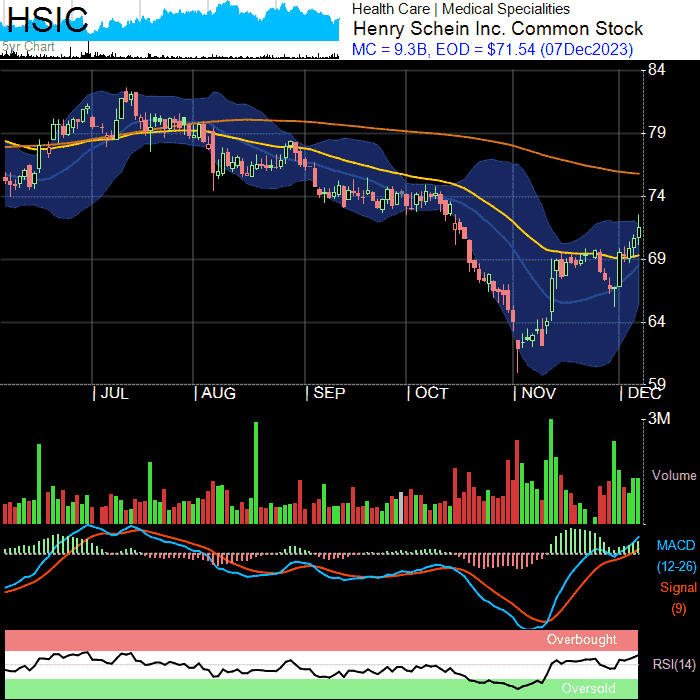 HSIC
5yr Chart
Health Care | Medical Specialities
Henry Schein Inc. Common Stock
MC = 9.3B, EOD = $71.54 (07Dec2023)
84
79
74
69
64
59
| JUL | AUG | SEP | OCT | NOV | DEC
3M
Volume
MACD
(12-26)
Signal
(9)
Overbought
RSI(14)
Oversold